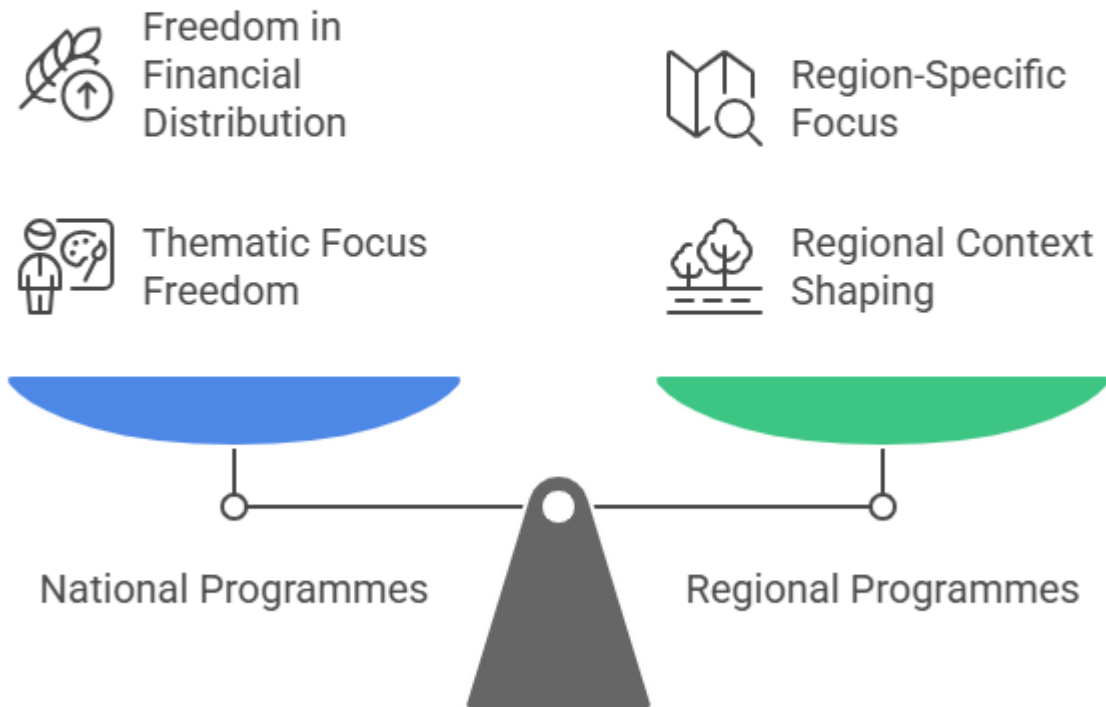 Freedom in
Financial
Distribution
Thematic Focus
Freedom
Region-Specific
Focus
Regional Context
Shaping
National Programmes
Regional Programmes